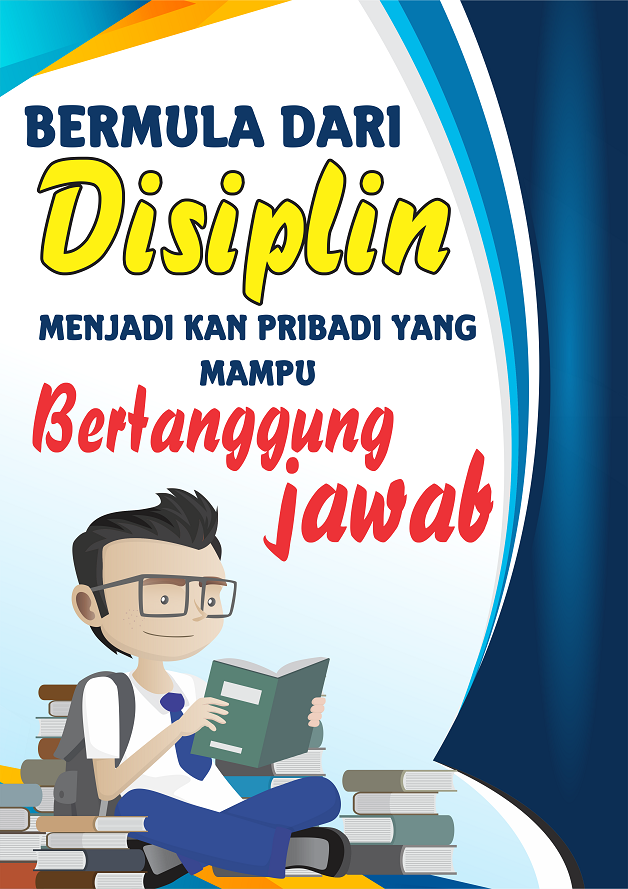 BERMULA DARI
Disiplin
MENJADI KAN PRIBADI YANG
MAMPU
Bertanggung
jawab